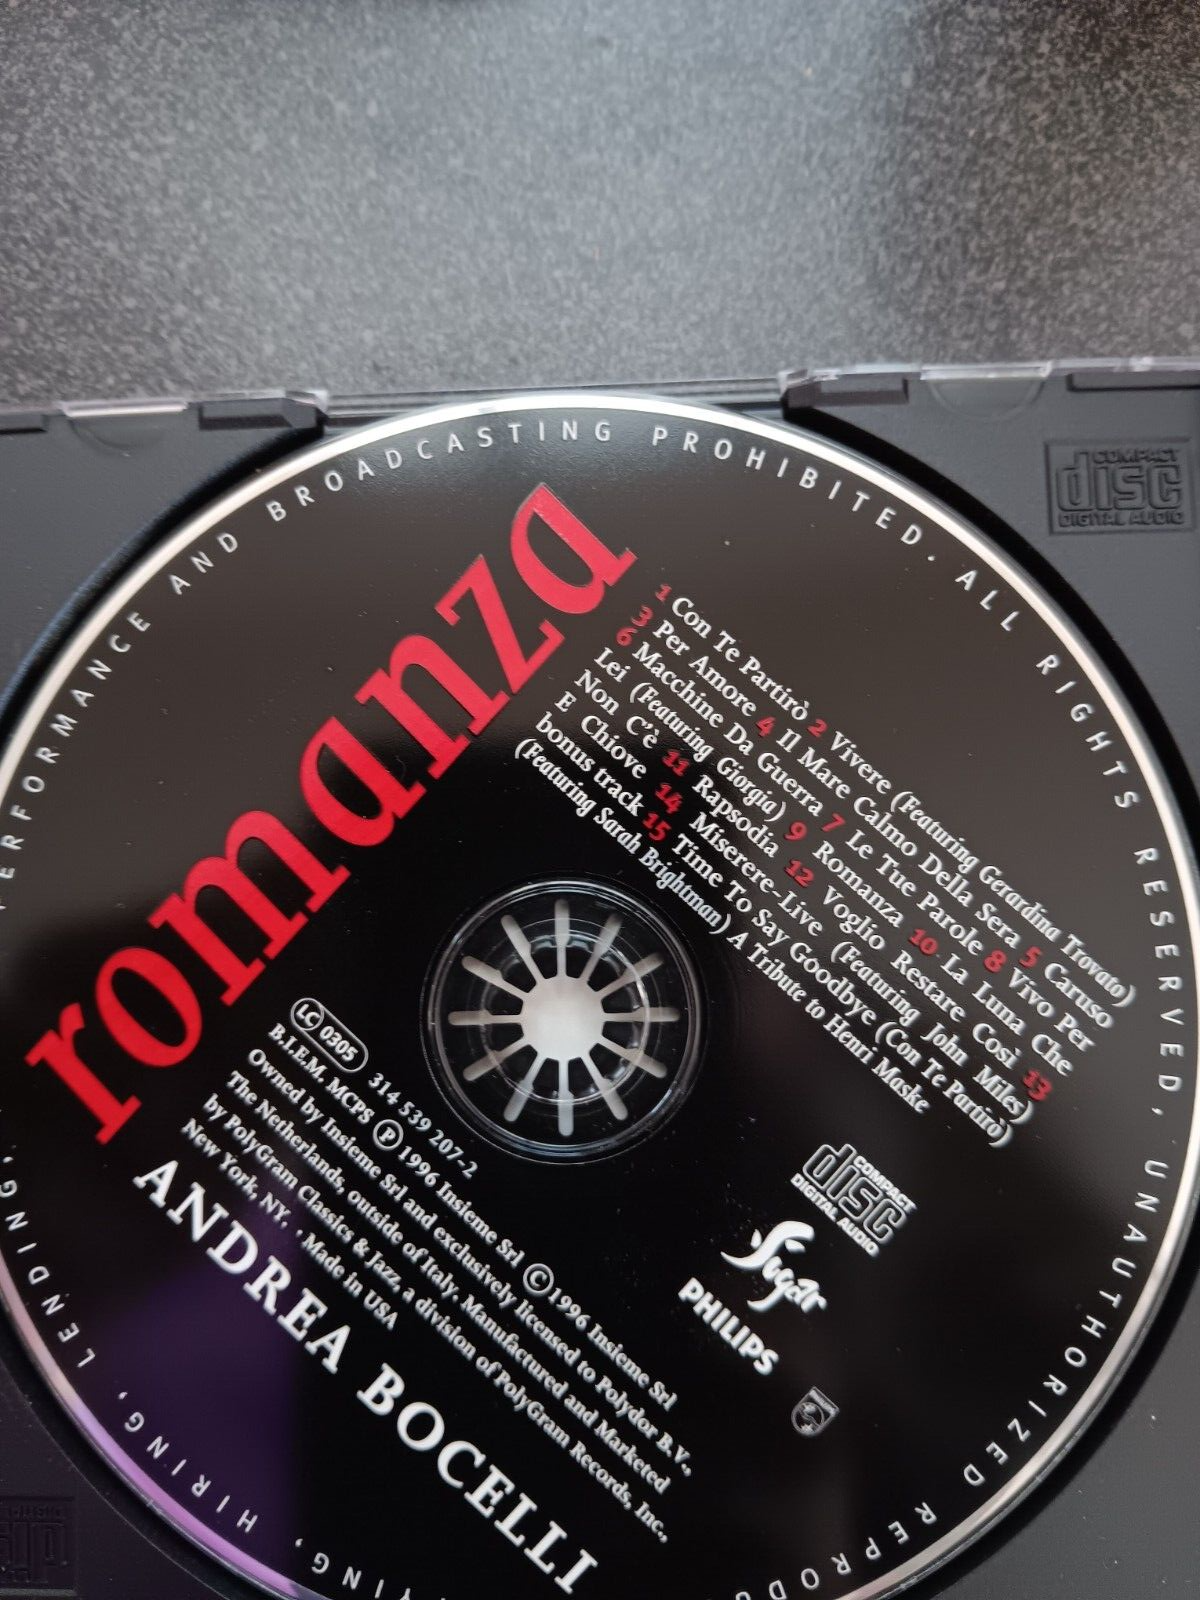 PERFORMANCE AND BROADCASTING PROHIBITED. ALL RIGHTS RESERVED, UNAUTHORIZED REPRODU
YING, HIRING, LENDING,
romanza
1 Con Te Partirò 2 Vivere (Featuring Gerardina Trovato)
3 Per Amore 4 Il Mare Calmo Della Sera 5 Caruso
6 Macchine Da Guerra 7 Le Tue Parole 8 Vivo Per
Lei (Featuring Giorgia) 9 Romanza 10 La Luna Che
Non C'è 11 Rapsodia 12 Voglio Restare Così 13
E Chiove 14 Miserere-Live (Featuring John Miles)
bonus track 15 Time To Say Goodbye (Con Te Partirò)
(Featuring Sarah Brightman) A Tribute to Henri Maske
COMPACT
disc
DIGITAL AUDIO
LC 0305 314 539 207-2
B.I.E.M. MCPS Ⓟ 1996 Insieme Srl © 1996 Insieme Srl
Owned by Insieme Srl and exclusively licensed to Polydor B.V.,
The Netherlands, outside of Italy. Manufactured and Marketed
by PolyGram Classics & Jazz, a division of PolyGram Records, Inc.,
New York, NY. . Made in USA
ANDREA BOCELLI
COMPACT
disc
DIGITAL AUDIO
Sugar
PHILIPS